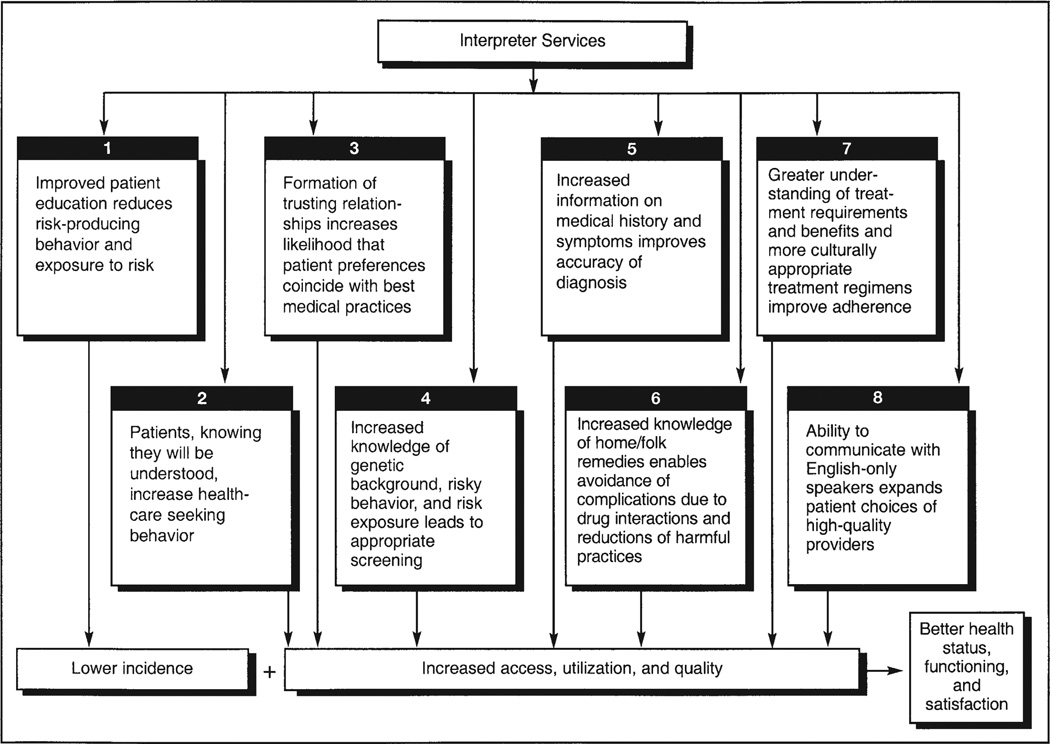 Interpreter Services
1
Improved patient
education reduces
risk-producing
behavior and
exposure to risk
3
Formation of
trusting relation-
ships increases
likelihood that
patient preferences
coincide with best
medical practices
5
Increased
information on
medical history and
symptoms improves
accuracy of
diagnosis
7
Greater under-
standing of treat-
ment requirements
and benefits and
more culturally
appropriate
treatment regimens
improve adherence
2
Patients, knowing
they will be
understood,
increase health-
care seeking
behavior
4
Increased
knowledge of
genetic
background, risky
behavior, and risk
exposure leads to
appropriate
screening
6
Increased knowledge
of home/folk
remedies enables
avoidance of
complications due to
drug interactions and
reductions of harmful
practices
8
Ability to
communicate with
English-only
speakers expands
patient choices of
high-quality
providers
Lower incidence
+
Increased access, utilization, and quality
Better health
status,
functioning,
and
satisfaction